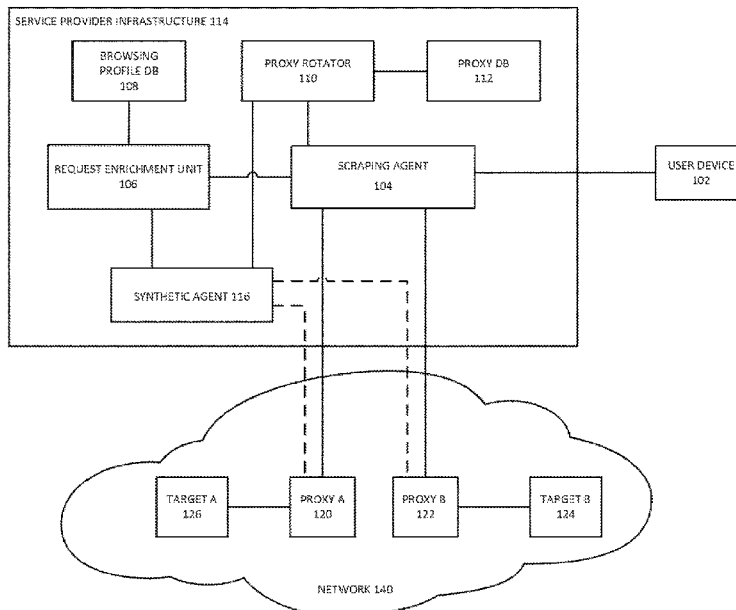 SERVICE PROVIDER INFRASTRUCTURE 114
BROWSING
PROFILE DB
108
PROXY ROTATOR
110
PROXY DB
112
REQUEST ENRICHMENT UNIT
106
SCRAPING AGENT
104
USER DEVICE
102
SYNTHETIC AGENT 116
TARGET A
126
PROXY A
120
PROXY B
122
TARGET B
124
NETWORK 140